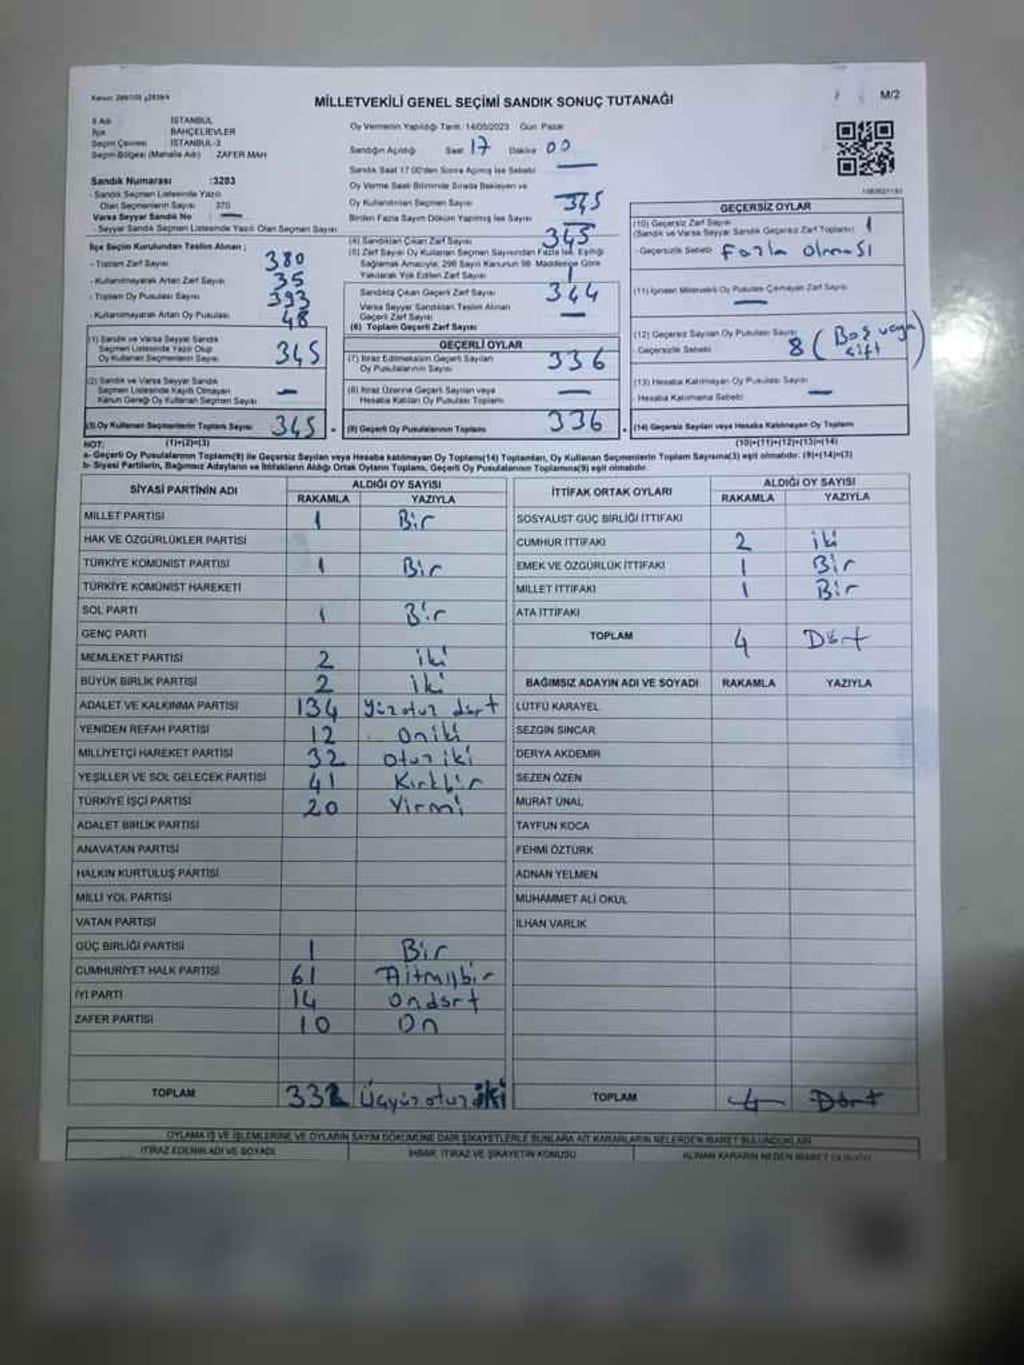 MİLLETVEKİLİ GENEL SEÇİMİ SANDIK SONUÇ TUTANAĞI
M/2
İl Adı İSTANBUL
İlçe BAHÇELİEVLER
Seçim Çevresi İSTANBUL-3
Seçim Bölgesi (Mahalle Adı) ZAFER MAH
Oy Vermenin Yapıldığı Tarih: 14/05/2023 Gün: Pazar
Sandığın Açıldığı Saat 17 Dakika 00
Sandık Saat 17.00'den Sonra Açılmış İse Sebebi —
Sandık Numarası :3283
- Sandık Seçmen Listesinde Yazılı
Olan Seçmenlerin Sayısı 370
Varsa Seyyar Sandık No —
- Seyyar Sandık Seçmen Listesinde Yazılı Olan Seçmen Sayısı
İlçe Seçim Kurulundan Teslim Alınan ;
- Toplam Zarf Sayısı 380
- Kullanılmayarak Artan Zarf Sayısı 35
- Toplam Oy Pusulası Sayısı 393
- Kullanılmayarak Artan Oy Pusulası 48
(1) Sandık ve Varsa Seyyar Sandık
Seçmen Listesinde Yazılı Olup
Oy Kullanan Seçmenlerin Sayısı 345
(2) Sandık ve Varsa Seyyar Sandık
Seçmen Listesinde Kayıtlı Olmayan
Kanun Gereği Oy Kullanan Seçmen Sayısı —
(3) Oy Kullanan Seçmenlerin Toplam Sayısı 345
Oy Verme Saati Bitiminde Sırada Bekleyen ve
Oy Kullandırılan Seçmen Sayısı 345
Birden Fazla Sayım Döküm Yapılmış İse Sayısı
(4) Sandıktan Çıkan Zarf Sayısı 345
(5) Zarf Sayısı Oy Kullanan Seçmen Sayısından Fazla İse, Eşitliği
Sağlamak Amacıyla, 298 Sayılı Kanunun 98. Maddesine Göre
Yakılarak Yok Edilen Zarf Sayısı
Sandıkta Çıkan Geçerli Zarf Sayısı 344
Varsa Seyyar Sandıktan Teslim Alınan
Geçerli Zarf Sayısı —
(6) Toplam Geçerli Zarf Sayısı
GEÇERLİ OYLAR
(7) İtiraz Edilmeksizin Geçerli Sayılan
Oy Pusulalarının Sayısı 336
(8) İtiraz Üzerine Geçerli Sayılan veya
Hesaba Katılan Oy Pusulası Toplamı —
(9) Geçerli Oy Pusulalarının Toplamı 336
GEÇERSİZ OYLAR
(10) Geçersiz Zarf Sayısı
(Sandık ve Varsa Seyyar Sandık Geçersiz Zarf Toplamı) 1
- Geçersizlik Sebebi Fazla olması
(11) İçinden Milletvekili Oy Pusulası Çıkmayan Zarf Sayısı —
(12) Geçersiz Sayılan Oy Pusulası Sayısı 8 (Boş veya çift)
- Geçersizlik Sebebi
(13) Hesaba Katılmayan Oy Pusulası Sayısı —
- Hesaba Katılmama Sebebi
(14) Geçersiz Sayılan veya Hesaba Katılmayan Oy Toplamı
NOT: (1)+(2)=(3) (10)+(11)+(12)+(13)=(14)
a- Geçerli Oy Pusulalarının Toplamı(9) ile Geçersiz Sayılan veya Hesaba katılmayan Oy Toplamı(14) Toplamları, Oy Kullanan Seçmenlerin Toplam Sayısına(3) eşit olmalıdır. (9)+(14)=(3)
b- Siyasi Partilerin, Bağımsız Adayların ve İttifakların Aldığı Ortak Oyların Toplamı, Geçerli Oy Pusulalarının Toplamına(9) eşit olmalıdır.
SİYASİ PARTİNİN ADI ALDIĞI OY SAYISI
RAKAMLA YAZIYLA
MİLLET PARTİSİ 1 Bir
HAK VE ÖZGÜRLÜKLER PARTİSİ
TÜRKİYE KOMÜNİST PARTİSİ 1 Bir
TÜRKİYE KOMÜNİST HAREKETİ
SOL PARTİ 1 Bir
GENÇ PARTİ
MEMLEKET PARTİSİ 2 iki
BÜYÜK BİRLİK PARTİSİ 2 iki
ADALET VE KALKINMA PARTİSİ 134 Yüzotuz dört
YENİDEN REFAH PARTİSİ 12 oniki
MİLLİYETÇİ HAREKET PARTİSİ 32 otuz iki
YEŞİLLER VE SOL GELECEK PARTİSİ 41 Kırkbir
TÜRKİYE İŞÇİ PARTİSİ 20 Yirmi
ADALET BİRLİK PARTİSİ
ANAVATAN PARTİSİ
HALKIN KURTULUŞ PARTİSİ
MİLLİ YOL PARTİSİ
VATAN PARTİSİ
GÜÇ BİRLİĞİ PARTİSİ 1 Bir
CUMHURİYET HALK PARTİSİ 61 Altmışbir
İYİ PARTİ 14 ondört
ZAFER PARTİSİ 10 On
TOPLAM 332 Üçyüzotuz iki
İTTİFAK ORTAK OYLARI ALDIĞI OY SAYISI
RAKAMLA YAZIYLA
SOSYALİST GÜÇ BİRLİĞİ İTTİFAKI
CUMHUR İTTİFAKI 2 iki
EMEK VE ÖZGÜRLÜK İTTİFAKI 1 Bir
MİLLET İTTİFAKI 1 Bir
ATA İTTİFAKI
TOPLAM 4 Dört
BAĞIMSIZ ADAYIN ADI VE SOYADI RAKAMLA YAZIYLA
LÜTFÜ KARAYEL
SEZGİN SİNCAR
DERYA AKDEMİR
SEZEN ÖZEN
MURAT ÜNAL
TAYFUN KOCA
FEHMİ ÖZTÜRK
ADNAN YELMEN
MUHAMMET ALİ OKUL
İLHAN VARLIK
TOPLAM 4 Dört
OYLAMA İŞ VE İŞLEMLERİNE VE OYLARIN SAYIM DÖKÜMÜNE DAİR ŞİKAYETLERLE BUNLARA AİT KARARLARIN NELERDEN İBARET BULUNDUKLARI
İTİRAZ EDENİN ADI VE SOYADI İHBAR, İTİRAZ VE ŞİKAYETİN KONUSU ALINAN KARARIN NEDEN İBARET OLDUĞU